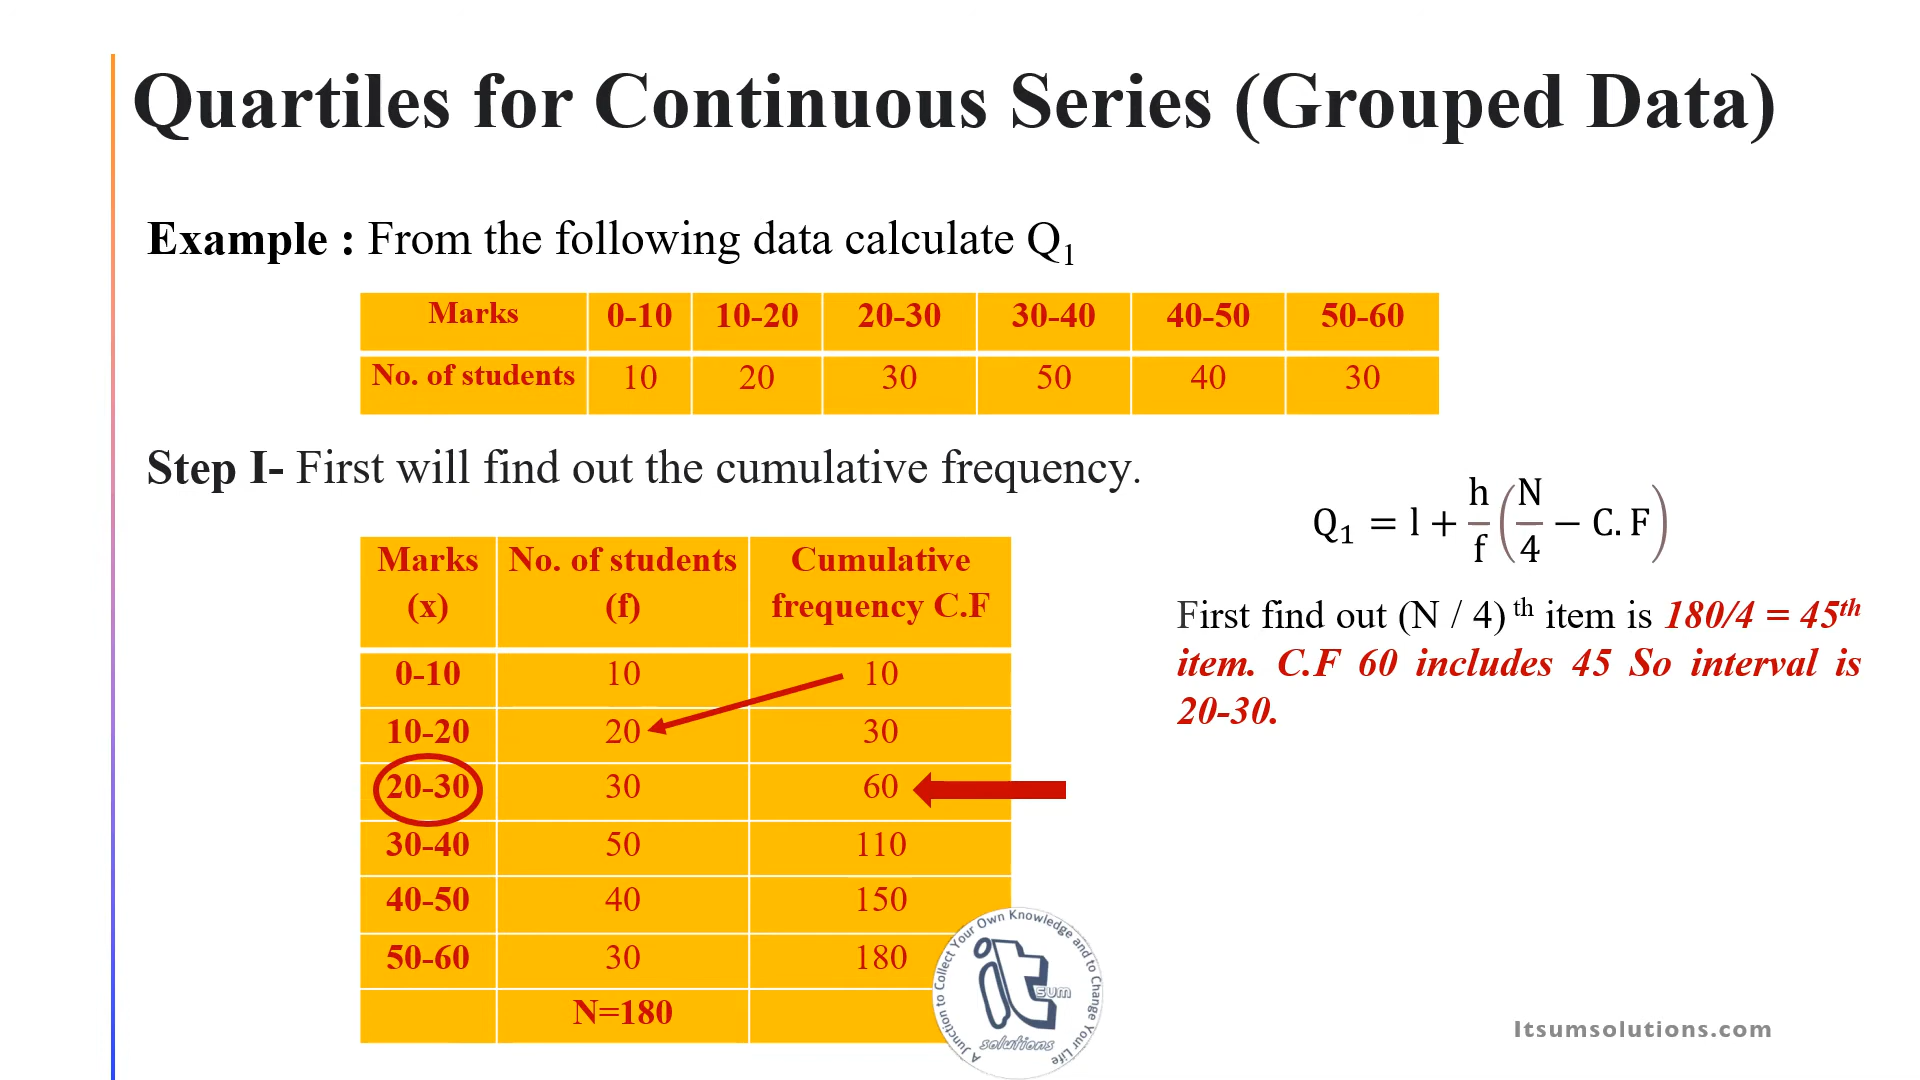 Quartiles for Continuous Series (Grouped Data)
Example : From the following data calculate Q₁
Marks 0-10 10-20 20-30 30-40 40-50 50-60
No. of students 10 20 30 50 40 30
Step I- First will find out the cumulative frequency.
Q₁ = l + h/f (N/4 − C. F)
First find out (N / 4) th item is 180/4 = 45th
item. C.F 60 includes 45 So interval is
20-30.
Marks (x) No. of students (f) Cumulative frequency C.F
0-10 10 10
10-20 20 30
20-30 30 60
30-40 50 110
40-50 40 150
50-60 30 180
N=180
A Junction to Collect Your Own Knowledge and to Change Your Life
it
sum
solutions
Itsumsolutions.com